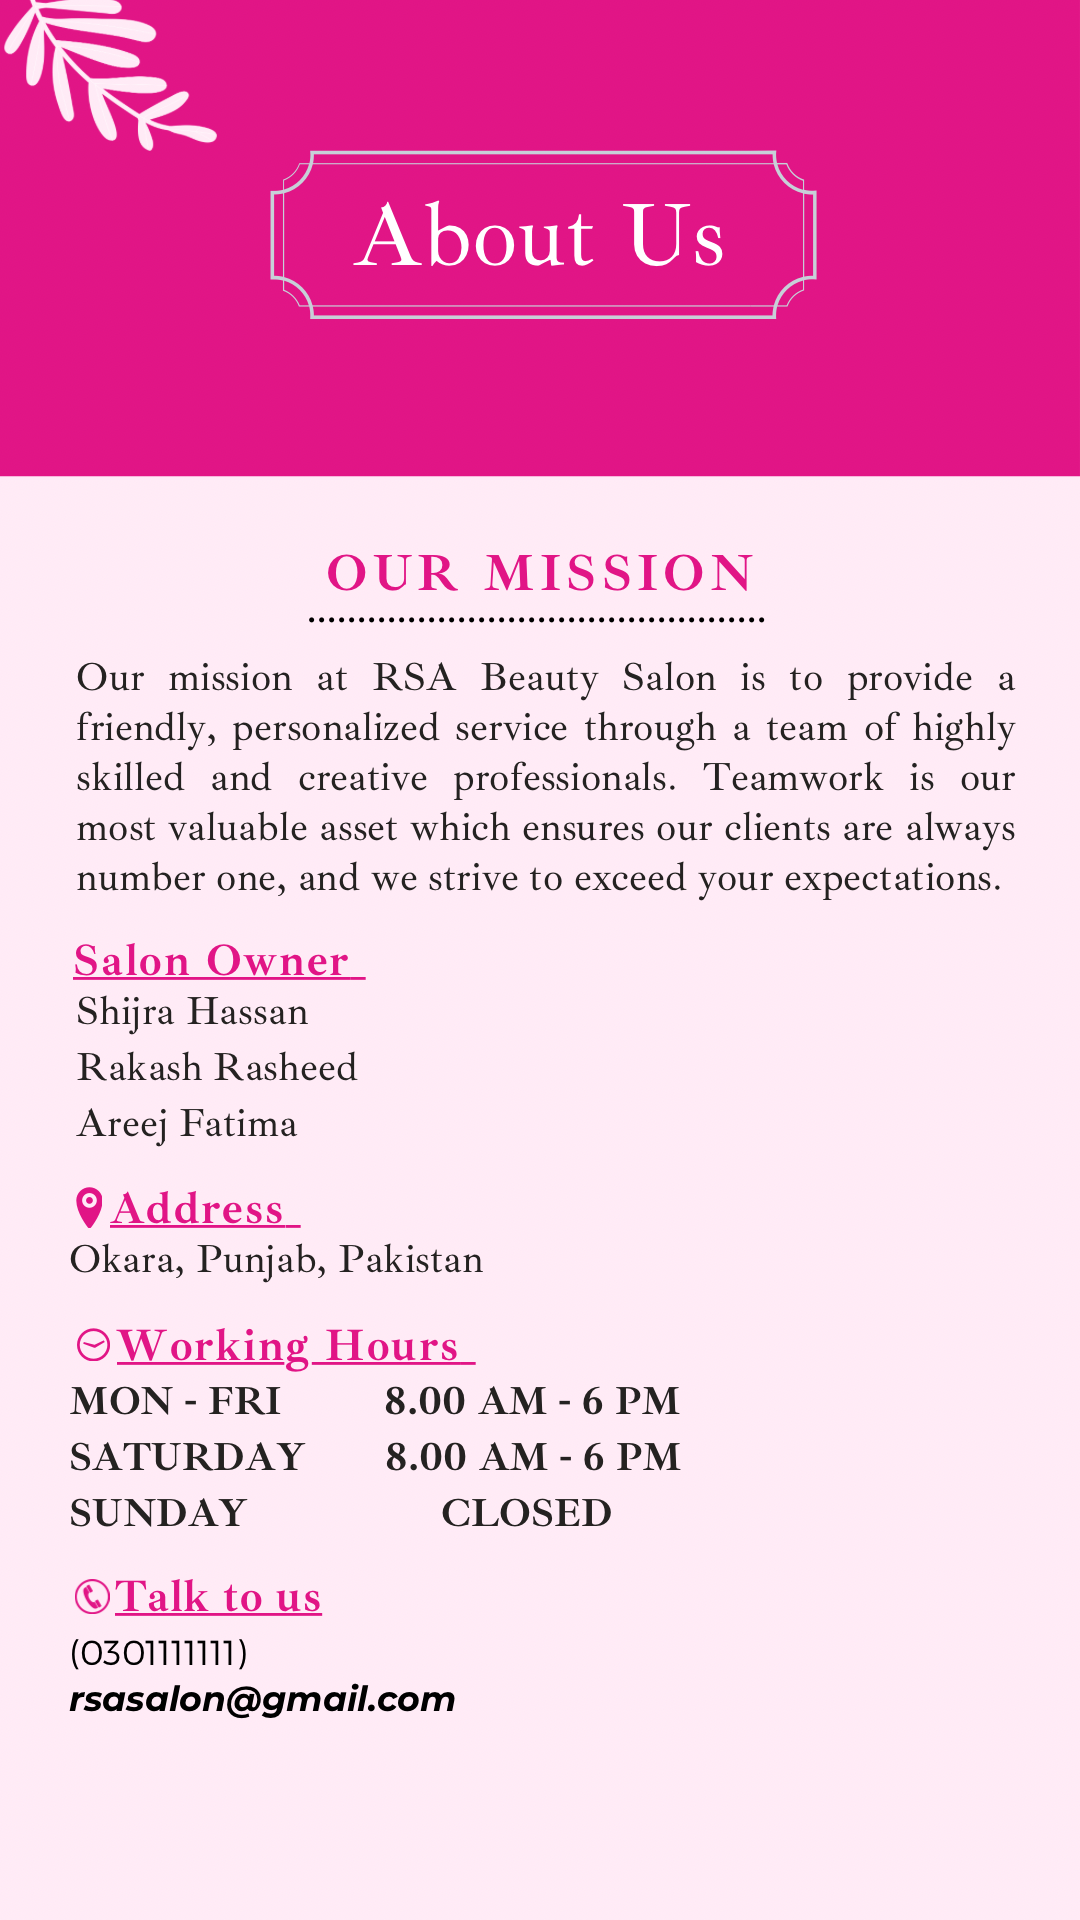 About Us
OUR MISSION
Our mission at RSA Beauty Salon is to provide a
friendly, personalized service through a team of highly
skilled and creative professionals. Teamwork is our
most valuable asset which ensures our clients are always
number one, and we strive to exceed your expectations.
Salon Owner
Shijra Hassan
Rakash Rasheed
Areej Fatima
Address
Okara, Punjab, Pakistan
Working Hours
MON - FRI 8.00 AM - 6 PM
SATURDAY 8.00 AM - 6 PM
SUNDAY CLOSED
Talk to us
(0301111111)
rsasalon@gmail.com